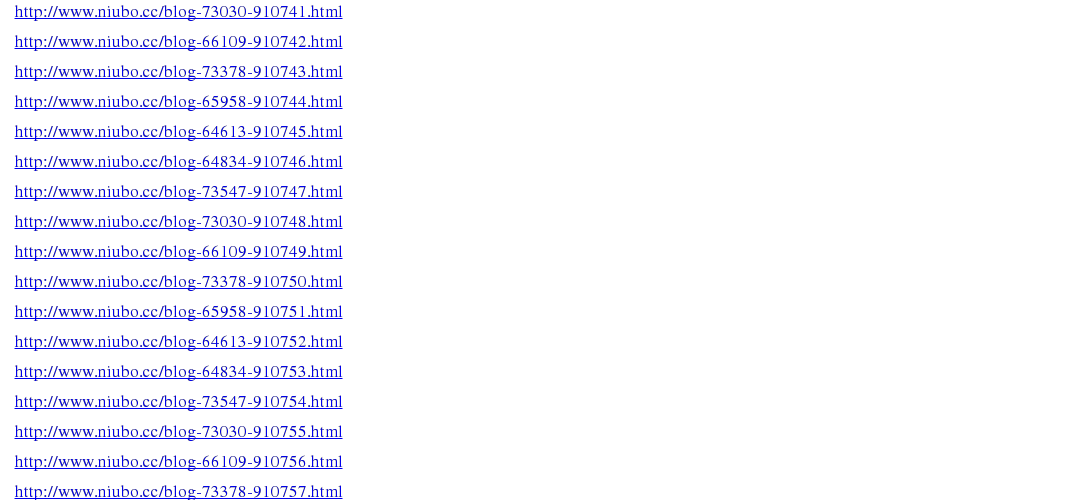 http://www.niubo.cc/blog-73030-910741.html
http://www.niubo.cc/blog-66109-910742.html
http://www.niubo.cc/blog-73378-910743.html
http://www.niubo.cc/blog-65958-910744.html
http://www.niubo.cc/blog-64613-910745.html
http://www.niubo.cc/blog-64834-910746.html
http://www.niubo.cc/blog-73547-910747.html
http://www.niubo.cc/blog-73030-910748.html
http://www.niubo.cc/blog-66109-910749.html
http://www.niubo.cc/blog-73378-910750.html
http://www.niubo.cc/blog-65958-910751.html
http://www.niubo.cc/blog-64613-910752.html
http://www.niubo.cc/blog-64834-910753.html
http://www.niubo.cc/blog-73547-910754.html
http://www.niubo.cc/blog-73030-910755.html
http://www.niubo.cc/blog-66109-910756.html
http://www.niubo.cc/blog-73378-910757.html